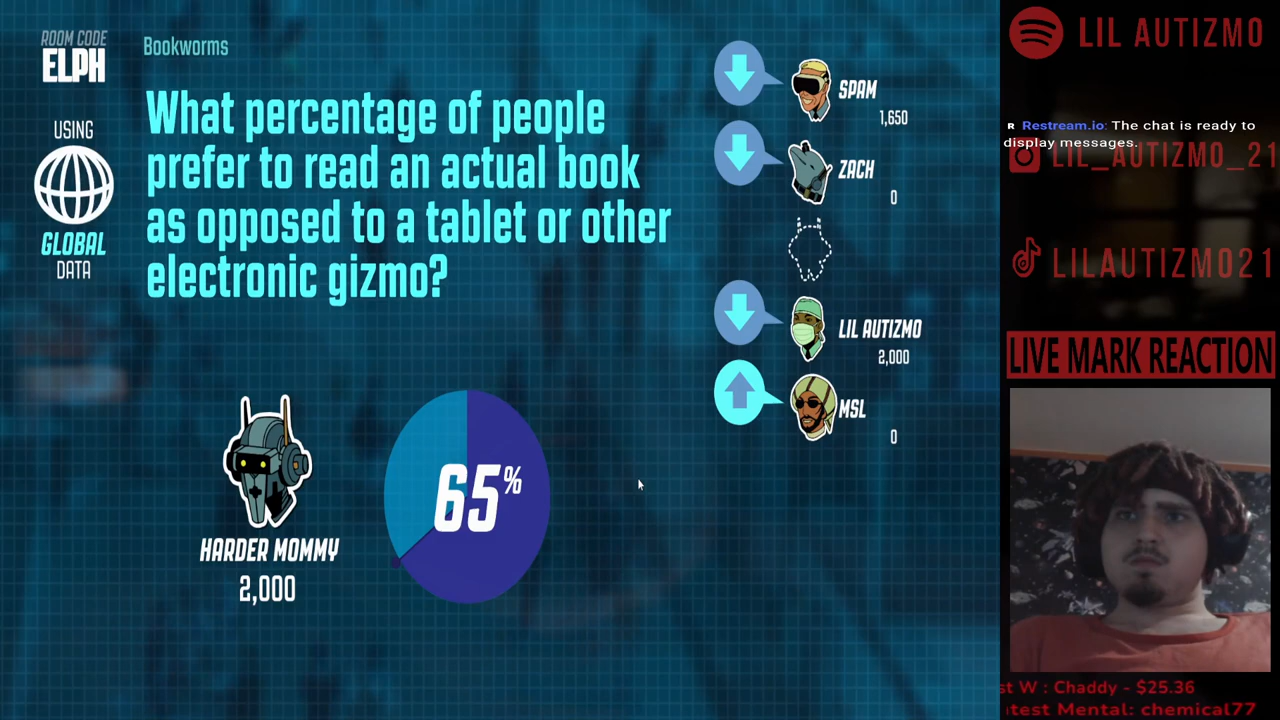 ROOM CODE
ELPH
Bookworms
USING
GLOBAL
DATA
What percentage of people
prefer to read an actual book
as opposed to a tablet or other
electronic gizmo?
HARDER MOMMY
2,000
65%
SPAM
1,650
ZACH
0
LIL AUTIZMO
2,000
MSL
0
LIL AUTIZMO
R Restream.io: The chat is ready to
display messages.
LIL_AUTIZMO_21
LILAUTIZMO21
LIVE MARK REACTION
st W : Chaddy - $25.36
test Mental: chemical77